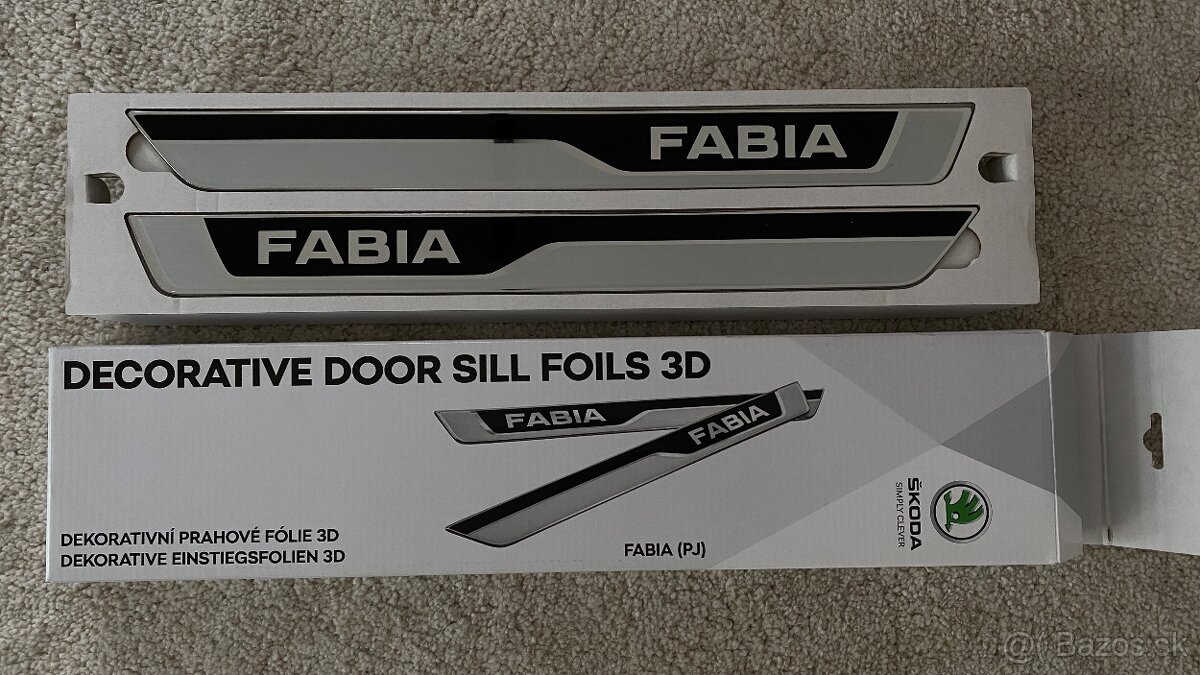 FABIA
FABIA
DECORATIVE DOOR SILL FOILS 3D
FABIA
FABIA
DEKORATIVNÍ PRAHOVÉ FÓLIE 3D
DEKORATIVE EINSTIEGSFOLIEN 3D
FABIA (PJ)
ŠKODA
SIMPLY CLEVER
@ Bazos.sk